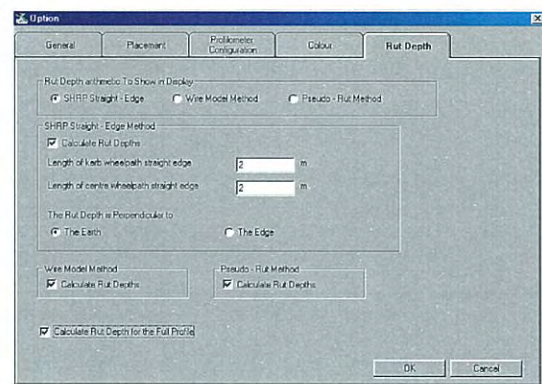 Option
General
Placement
Profilometer
Configuration
Colour
Rut Depth
Rut Depth arithmetic To Show in Display
SHRP Straight - Edge
Wire Model Method
Pseudo - Rut Method
SHRP Straight - Edge Method
Calculate Rut Depths
Length of kerb wheelpath straight edge 2 m
Length of centre wheelpath straight edge 2 m
The Rut Depth is Perpendicular to
The Earth
The Edge
Wire Model Method
Pseudo - Rut Method
Calculate Rut Depths
Calculate Rut Depths
Calculate Rut Depth for the Full Profile
OK
Cancel